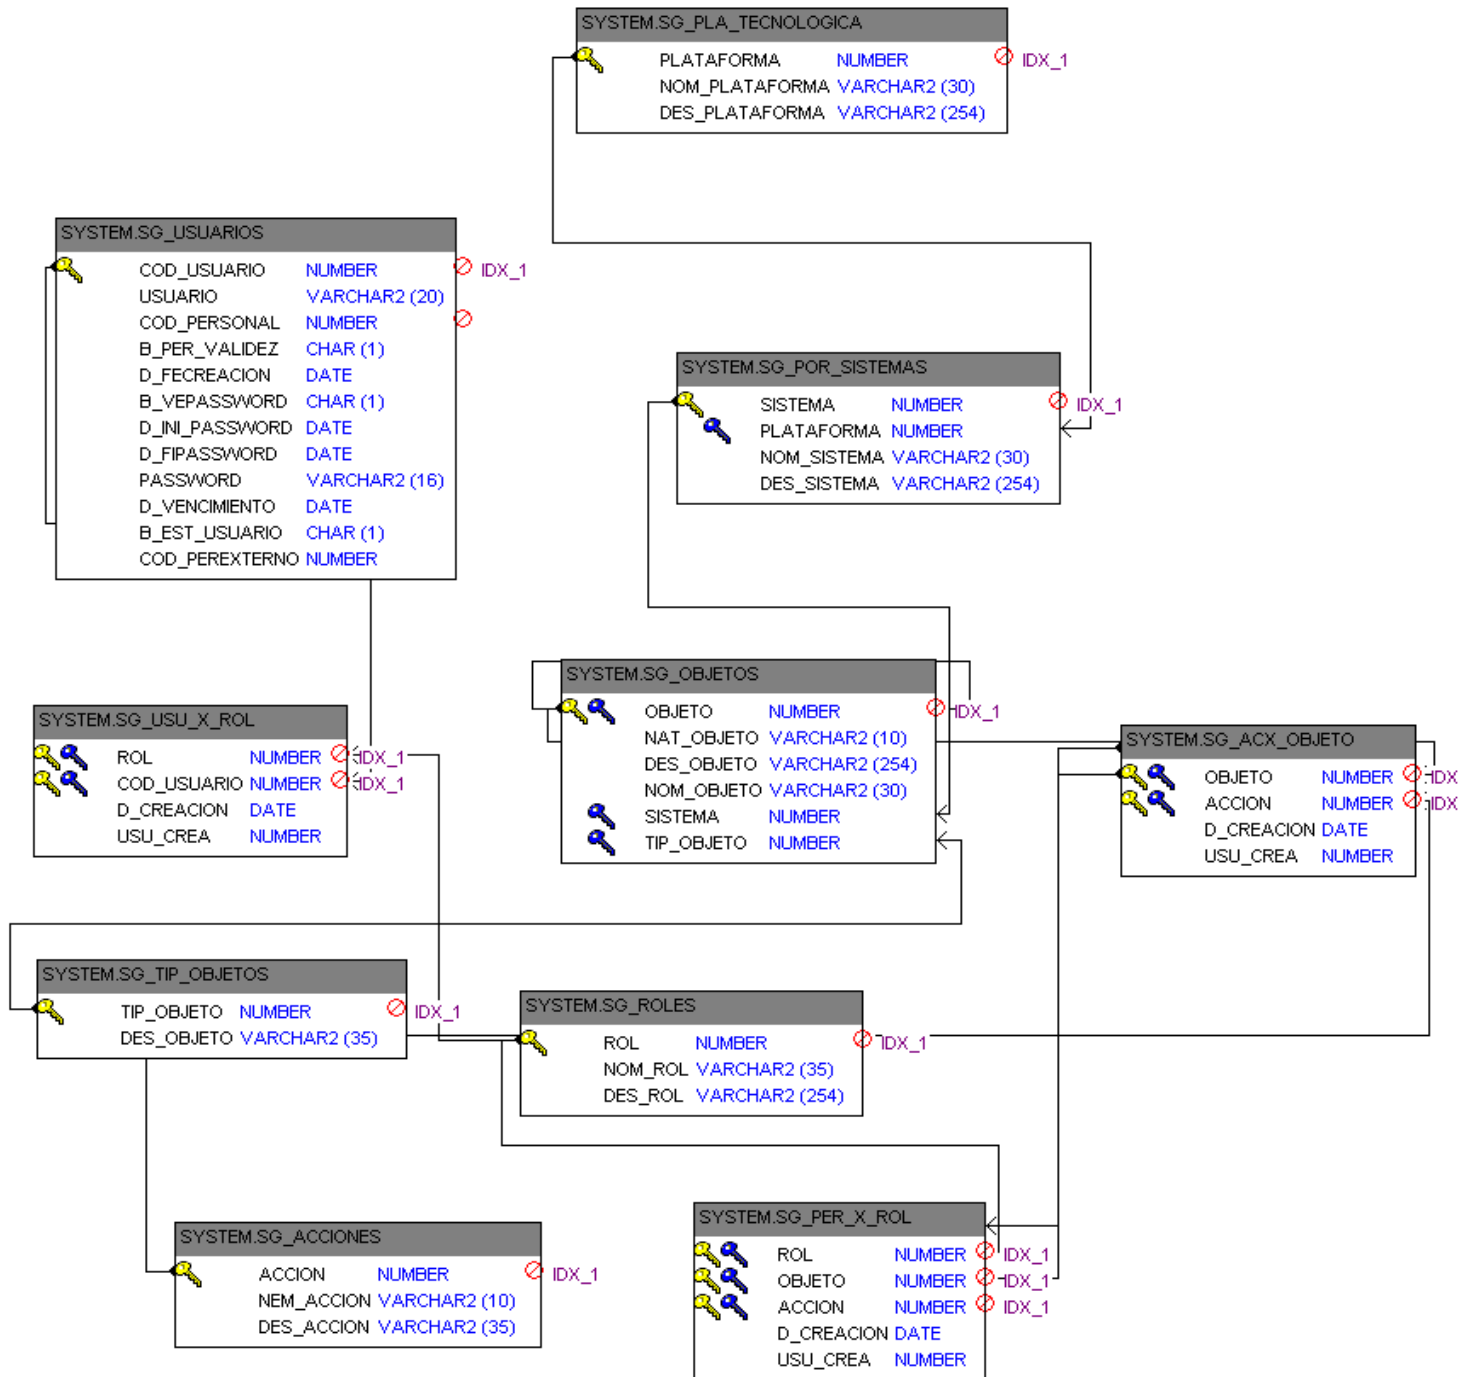 SYSTEM.SG_PLA_TECNOLOGICA
PLATAFORMA NUMBER IDX_1
NOM_PLATAFORMA VARCHAR2 (30)
DES_PLATAFORMA VARCHAR2 (254)
SYSTEM.SG_USUARIOS
COD_USUARIO NUMBER IDX_1
USUARIO VARCHAR2 (20)
COD_PERSONAL NUMBER
B_PER_VALIDEZ CHAR (1)
D_FECREACION DATE
B_VEPASSWORD CHAR (1)
D_INI_PASSWORD DATE
D_FIPASSWORD DATE
PASSWORD VARCHAR2 (16)
D_VENCIMIENTO DATE
B_EST_USUARIO CHAR (1)
COD_PEREXTERNO NUMBER
SYSTEM.SG_POR_SISTEMAS
SISTEMA NUMBER IDX_1
PLATAFORMA NUMBER
NOM_SISTEMA VARCHAR2 (30)
DES_SISTEMA VARCHAR2 (254)
SYSTEM.SG_OBJETOS
OBJETO NUMBER IDX_1
NAT_OBJETO VARCHAR2 (10)
DES_OBJETO VARCHAR2 (254)
NOM_OBJETO VARCHAR2 (30)
SISTEMA NUMBER
TIP_OBJETO NUMBER
SYSTEM.SG_USU_X_ROL
ROL NUMBER IDX_1
COD_USUARIO NUMBER IDX_1
D_CREACION DATE
USU_CREA NUMBER
SYSTEM.SG_ACX_OBJETO
OBJETO NUMBER IDX
ACCION NUMBER IDX
D_CREACION DATE
USU_CREA NUMBER
SYSTEM.SG_TIP_OBJETOS
TIP_OBJETO NUMBER IDX_1
DES_OBJETO VARCHAR2 (35)
SYSTEM.SG_ROLES
ROL NUMBER IDX_1
NOM_ROL VARCHAR2 (35)
DES_ROL VARCHAR2 (254)
SYSTEM.SG_ACCIONES
ACCION NUMBER IDX_1
NEM_ACCION VARCHAR2 (10)
DES_ACCION VARCHAR2 (35)
SYSTEM.SG_PER_X_ROL
ROL NUMBER IDX_1
OBJETO NUMBER IDX_1
ACCION NUMBER IDX_1
D_CREACION DATE
USU_CREA NUMBER